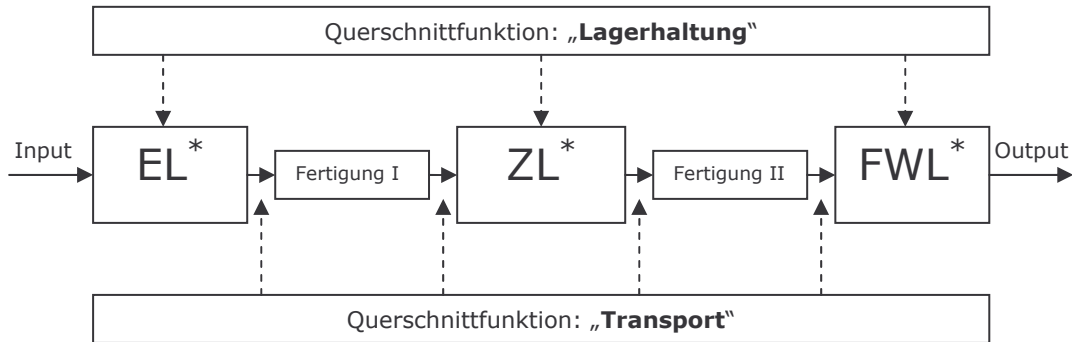 Querschnittfunktion: „Lagerhaltung“
Input
EL*
Fertigung I
ZL*
Fertigung II
FWL*
Output
Querschnittfunktion: „Transport“